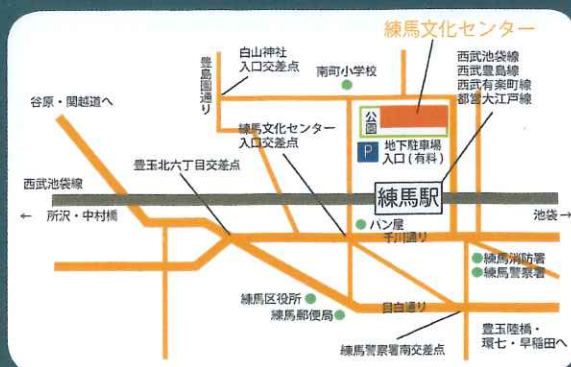 練馬文化センター
白山神社
入口交差点
豊島園通り
南町小学校
西武池袋線
西武豊島線
西武有楽町線
都営大江戸線
谷原・関越道へ
公園
練馬文化センター
入口交差点
P
地下駐車場
入口(有料)
豊玉北六丁目交差点
西武池袋線
練馬駅
← 所沢・中村橋
池袋→
パン屋
千川通り
練馬消防署
練馬警察署
練馬区役所
練馬郵便局
目白通り
練馬警察署南交差点
豊玉陸橋・
環七・早稲田へ